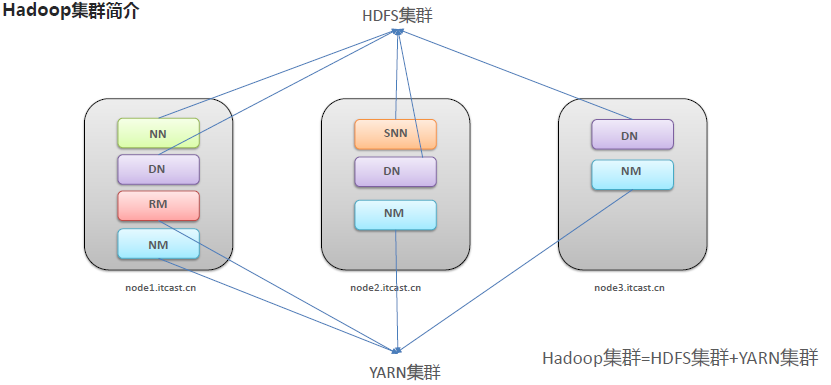 Hadoop集群简介
HDFS集群
NN
DN
RM
NM
node1.itcast.cn
SNN
DN
NM
node2.itcast.cn
DN
NM
node3.itcast.cn
YARN集群
Hadoop集群=HDFS集群+YARN集群